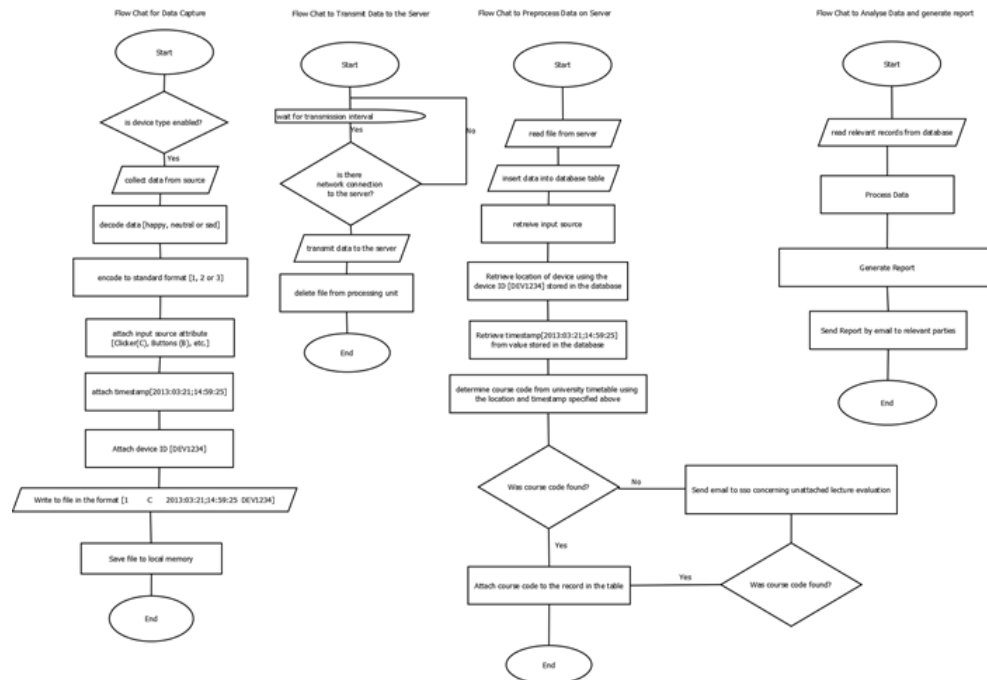 Flow Chat for Data Capture
Start
is device type enabled?
Yes
collect data from source
decode data [happy, neutral or sad]
encode to standard format [1, 2 or 3]
attach input source attribute
[Clicker(C), Buttons (B), etc.]
attach timestamp[2013:03:21;14:59:25]
Attach device ID [DEV1234]
Write to file in the format [1 C 2013:03:21;14:59:25 DEV1234]
Save file to local memory
End
Flow Chat to Transmit Data to the Server
Start
wait for transmission interval
Yes
No
is there
network connection
to the server?
transmit data to the server
delete file from processing unit
End
Flow Chat to Preprocess Data on Server
Start
read file from server
insert data into database table
retreive input source
Retrieve location of device using the
device ID [DEV1234] stored in the database
Retrieve timestamp[2013:03:21;14:59:25]
from value stored in the database
determine course code from university timetable using
the location and timestamp specified above
Was course code found?
No
Send email to sso concerning unattached lecture evaluation
Yes
Was course code found?
Yes
Attach course code to the record in the table
End
Flow Chat to Analyse Data and generate report
Start
read relevant records from database
Process Data
Generate Report
Send Report by email to relevant parties
End